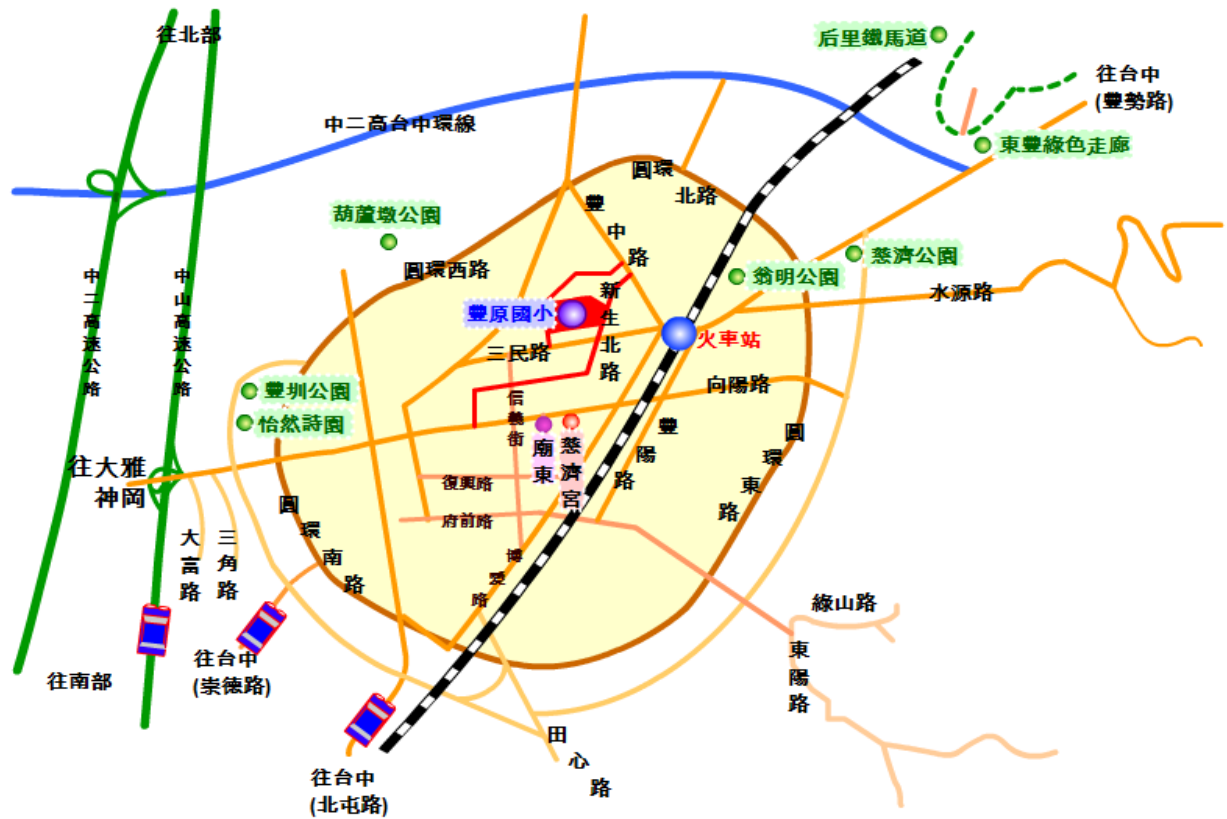 往北部
后里鐵馬道
往台中
(豐勢路)
中二高台中環線
東豐綠色走廊
圓環北路
葫蘆墩公園
豐中路
圓環西路
慈濟公園
翁明公園
中二高速公路
中山高速公路
新生北路
水源路
豐原國小
火車站
三民路
向陽路
豐圳公園
信義街
怡然詩園
廟東
慈濟宮
豐陽路
圓環東路
往大雅
神岡
復興路
府前路
圓環南路
大富路
三角路
博愛路
綠山路
東陽路
往台中
(崇德路)
往南部
田心路
往台中
(北屯路)